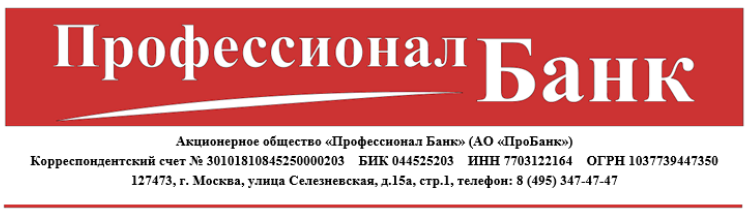 Профессионал
Банк
Акционерное общество «Профессионал Банк» (АО «ПроБанк»)
Корреспондентский счет № 30101810845250000203 БИК 044525203 ИНН 7703122164 ОГРН 1037739447350
127473, г. Москва, улица Селезневская, д.15а, стр.1, телефон: 8 (495) 347-47-47